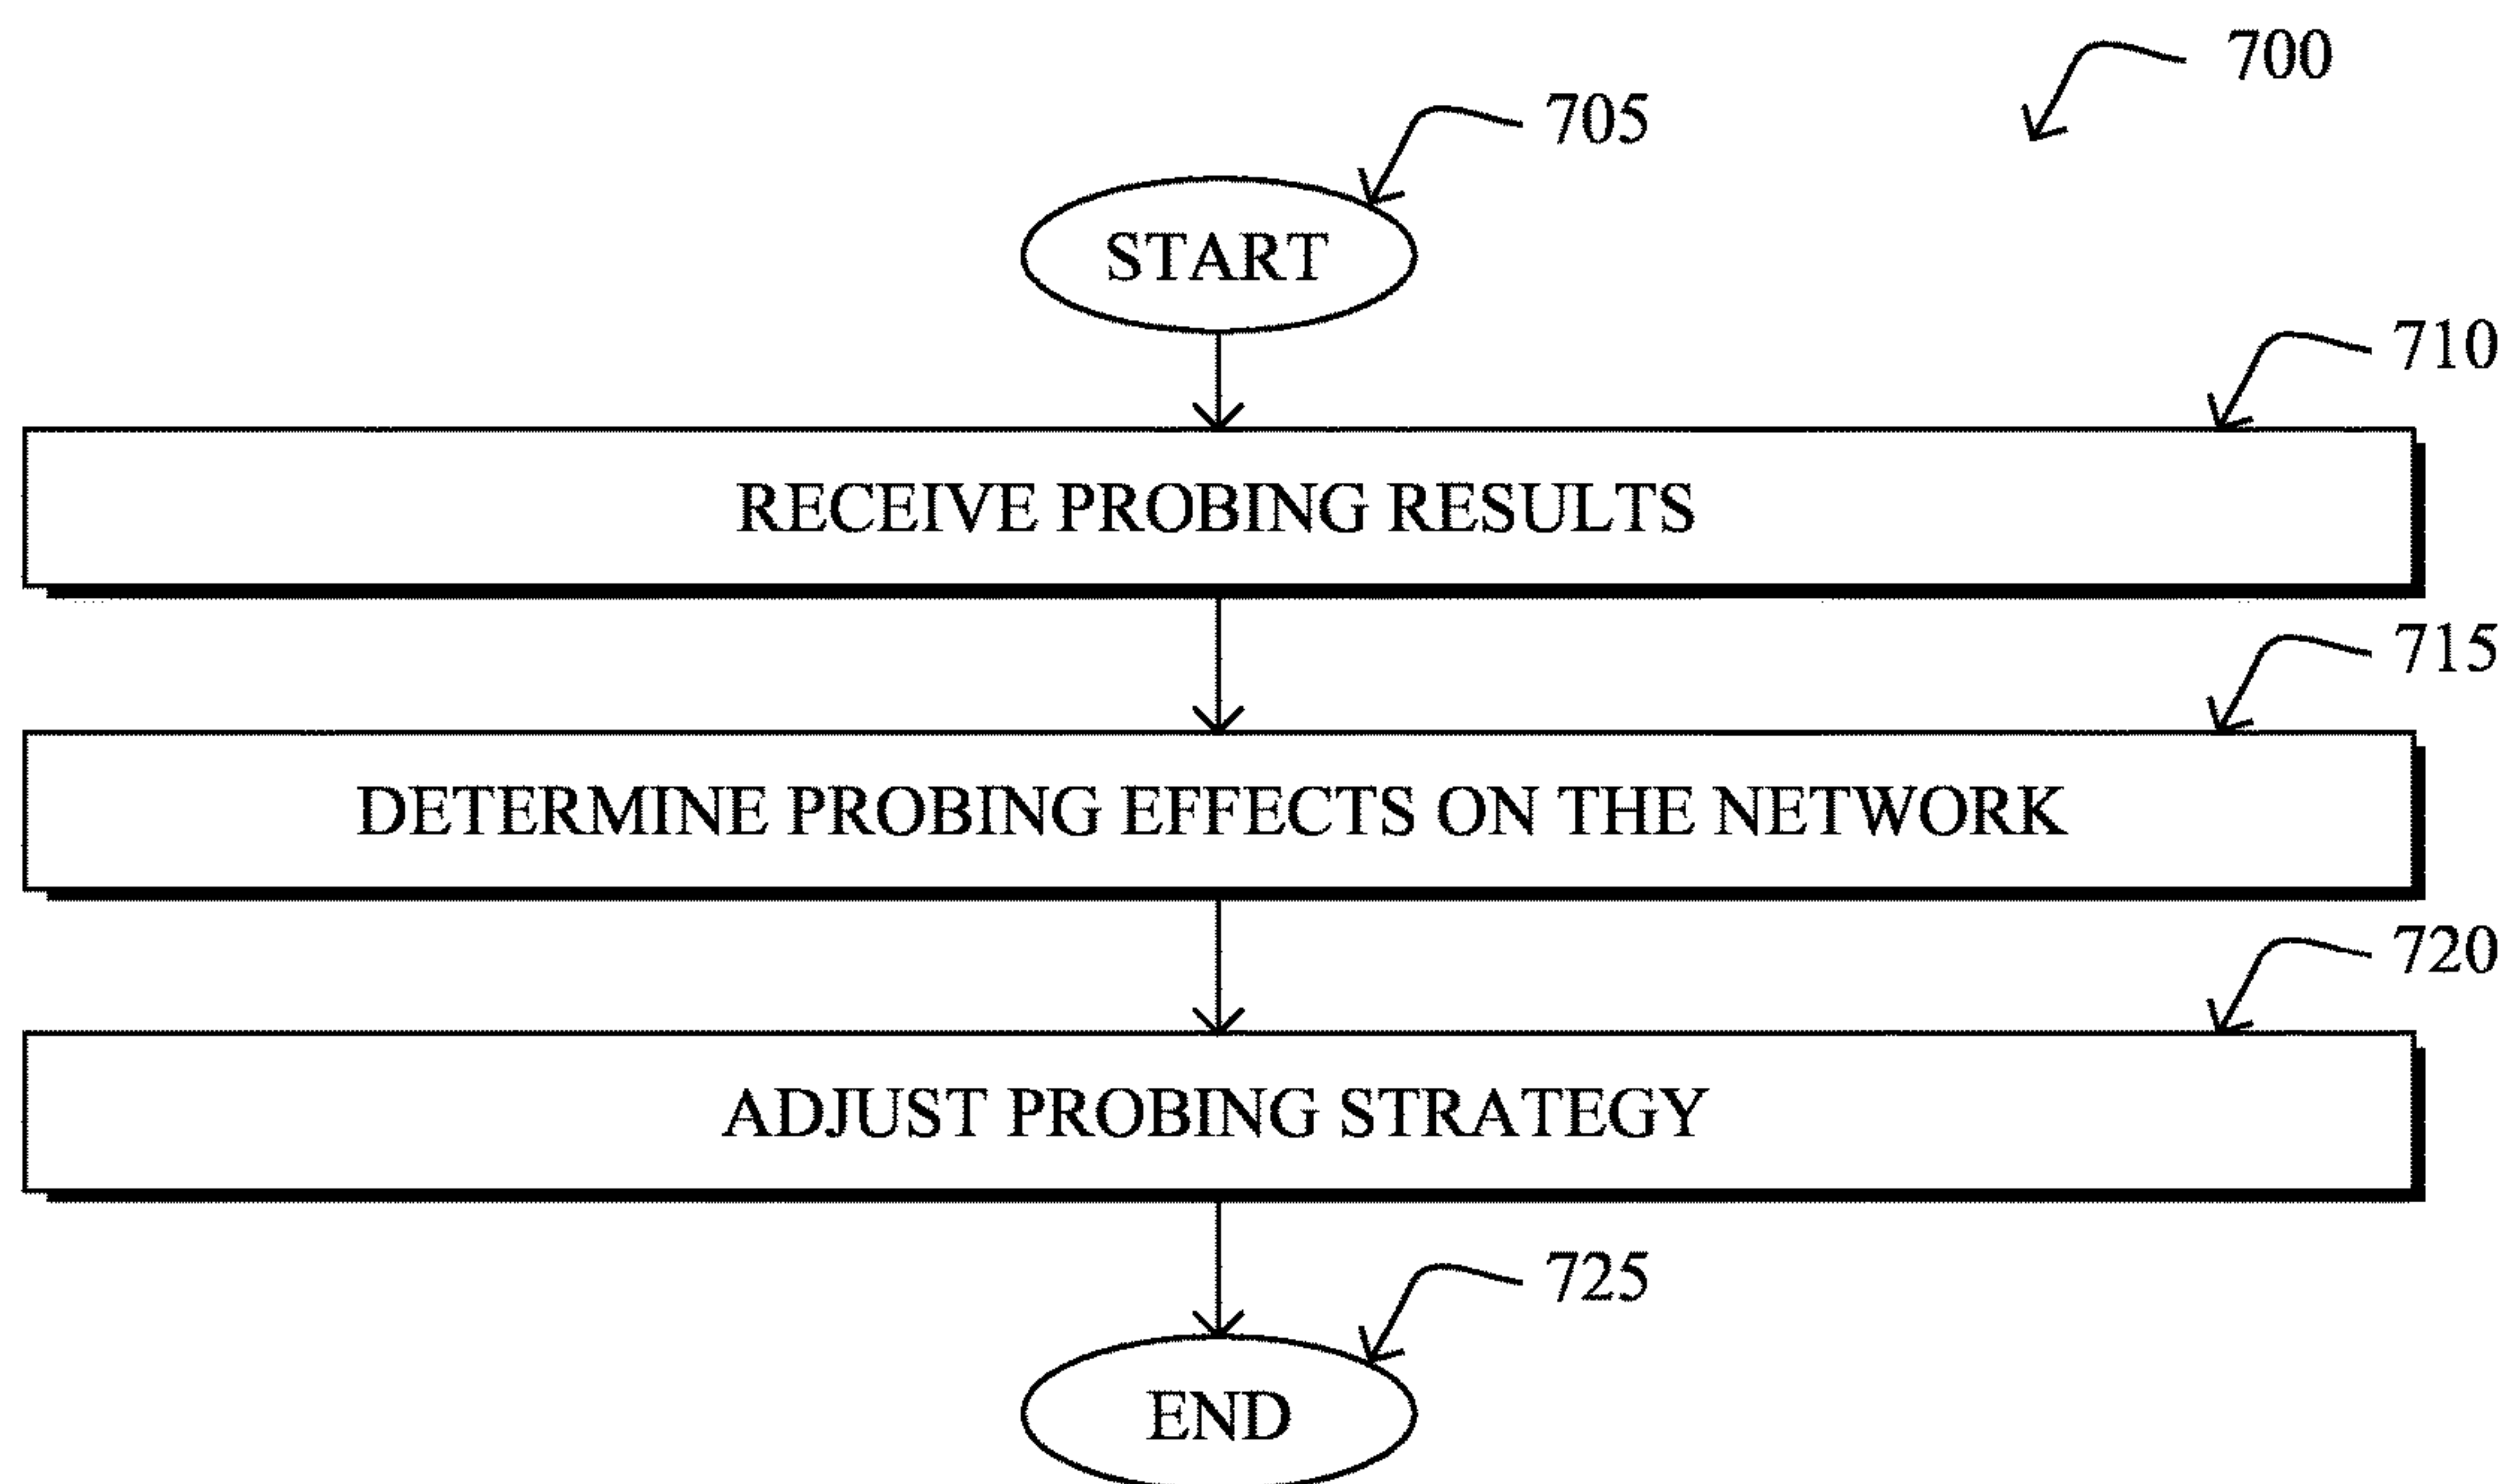 700
705
START
710
RECEIVE PROBING RESULTS
715
DETERMINE PROBING EFFECTS ON THE NETWORK
720
ADJUST PROBING STRATEGY
725
END